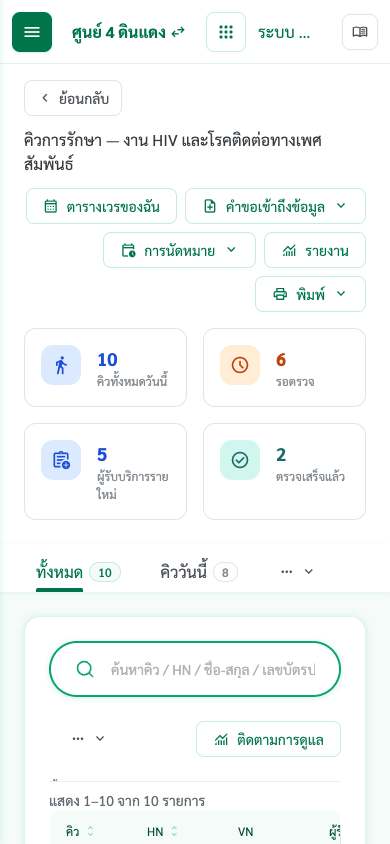 ศูนย์ 4 ดินแดง
ระบบ ...
ย้อนกลับ
คิวการรักษา — งาน HIV และโรคติดต่อทางเพศ
สัมพันธ์
ตารางเวรของฉัน
คำขอเข้าถึงข้อมูล
การนัดหมาย
รายงาน
พิมพ์
10
คิวทั้งหมดวันนี้
6
รอตรวจ
5
ผู้รับบริการราย
ใหม่
2
ตรวจเสร็จแล้ว
ทั้งหมด 10
คิววันนี้ 8
...
ค้นหาคิว / HN / ชื่อ-สกุล / เลขบัตรป
...
ติดตามการดูแล
แสดง 1–10 จาก 10 รายการ
คิว
HN
VN